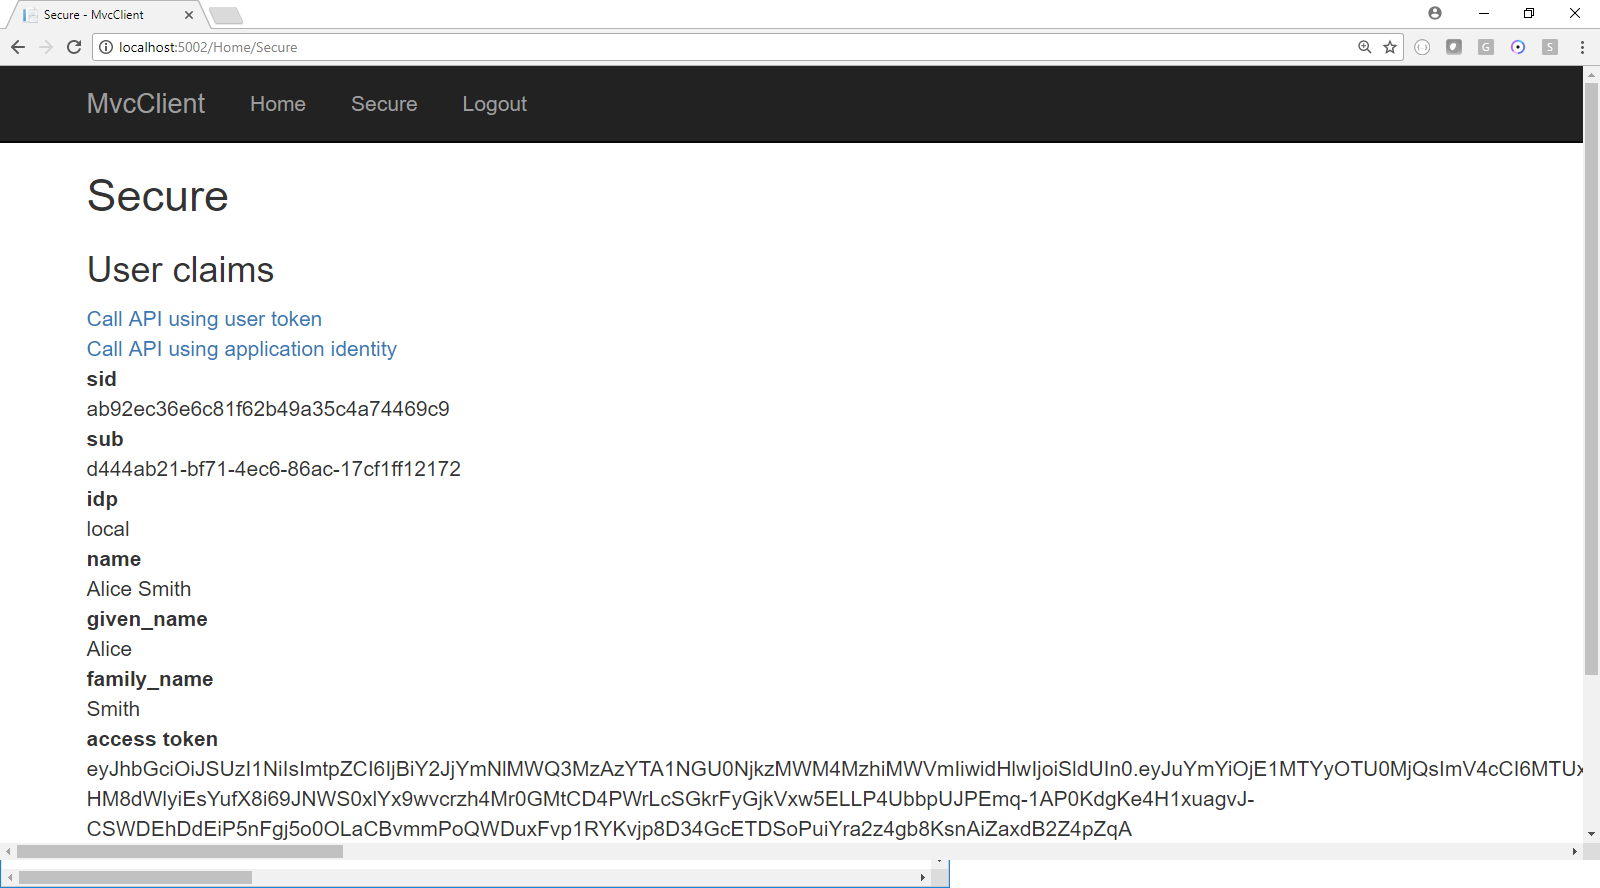 Secure - MvcClient
localhost:5002/Home/Secure
MvcClient Home Secure Logout
Secure
User claims
Call API using user token
Call API using application identity
sid
ab92ec36e6c81f62b49a35c4a74469c9
sub
d444ab21-bf71-4ec6-86ac-17cf1ff12172
idp
local
name
Alice Smith
given_name
Alice
family_name
Smith
access token
eyJhbGciOiJSUzI1NiIsImtpZCI6IjBiY2JjYmNlMWQ3MzAzYTA1NGU0NjkzMWM4MzhiMWVmIiwidHlwIjoiSldUIn0.eyJuYmYiOjE1MTYyOTU0MjQsImV4cCI6MTUx
HM8dWlyiEsYufX8i69JNWS0xlYx9wvcrzh4Mr0GMtCD4PWrLcSGkrFyGjkVxw5ELLP4UbbpUJPEmq-1AP0KdgKe4H1xuagvJ-
CSWDEhDdEiP5nFgj5o0OLaCBvmmPoQWDuxFvp1RYKvjp8D34GcETDSoPuiYra2z4gb8KsnAiZaxdB2Z4pZqA